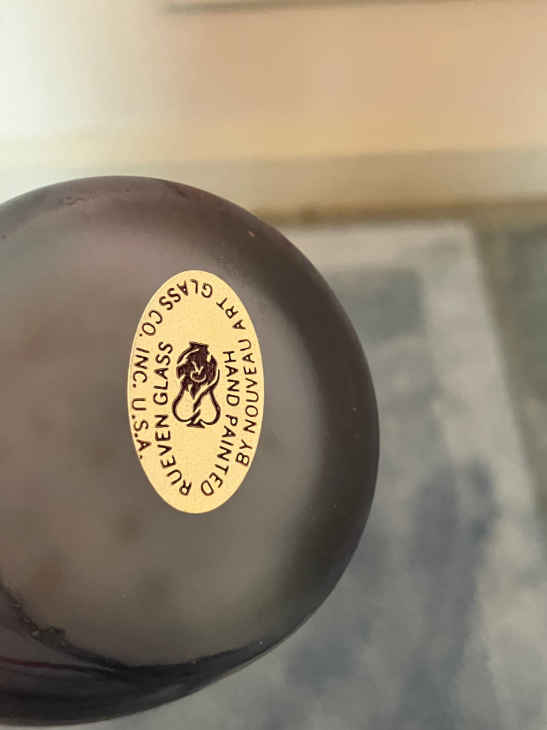 HAND PAINTED
BY NOUVEAU ART GLASS CO. INC. U.S.A.
RUEVEN GLASS